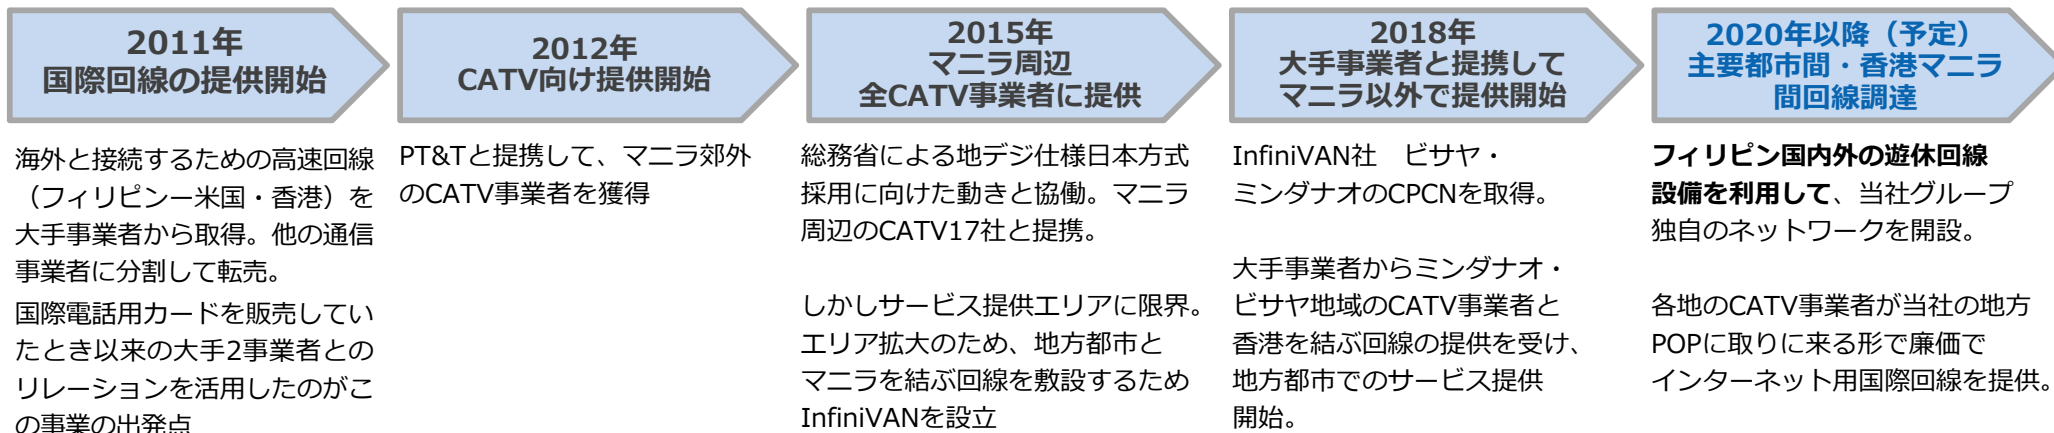 2011年
国際回線の提供開始
海外と接続するための高速回線
（フィリピンー米国・香港）を
大手事業者から取得。他の通信
事業者に分割して転売。
国際電話用カードを販売してい
たとき以来の大手2事業者との
リレーションを活用したのがこ
の事業の出発点
2012年
CATV向け提供開始
PT&Tと提携して、マニラ郊外
のCATV事業者を獲得
2015年
マニラ周辺
全CATV事業者に提供
総務省による地デジ仕様日本方式
採用に向けた動きと協働。マニラ
周辺のCATV17社と提携。
しかしサービス提供エリアに限界。
エリア拡大のため、地方都市と
マニラを結ぶ回線を敷設するため
InfiniVANを設立
2018年
大手事業者と提携して
マニラ以外で提供開始
InfiniVAN社　ビサヤ・
ミンダナオのCPCNを取得。
大手事業者からミンダナオ・
ビサヤ地域のCATV事業者と
香港を結ぶ回線の提供を受け、
地方都市でのサービス提供
開始。
2020年以降（予定）
主要都市間・香港マニラ
間回線調達
フィリピン国内外の遊休回線
設備を利用して、当社グループ
独自のネットワークを開設。
各地のCATV事業者が当社の地方
POPに取りに来る形で廉価で
インターネット用国際回線を提供。